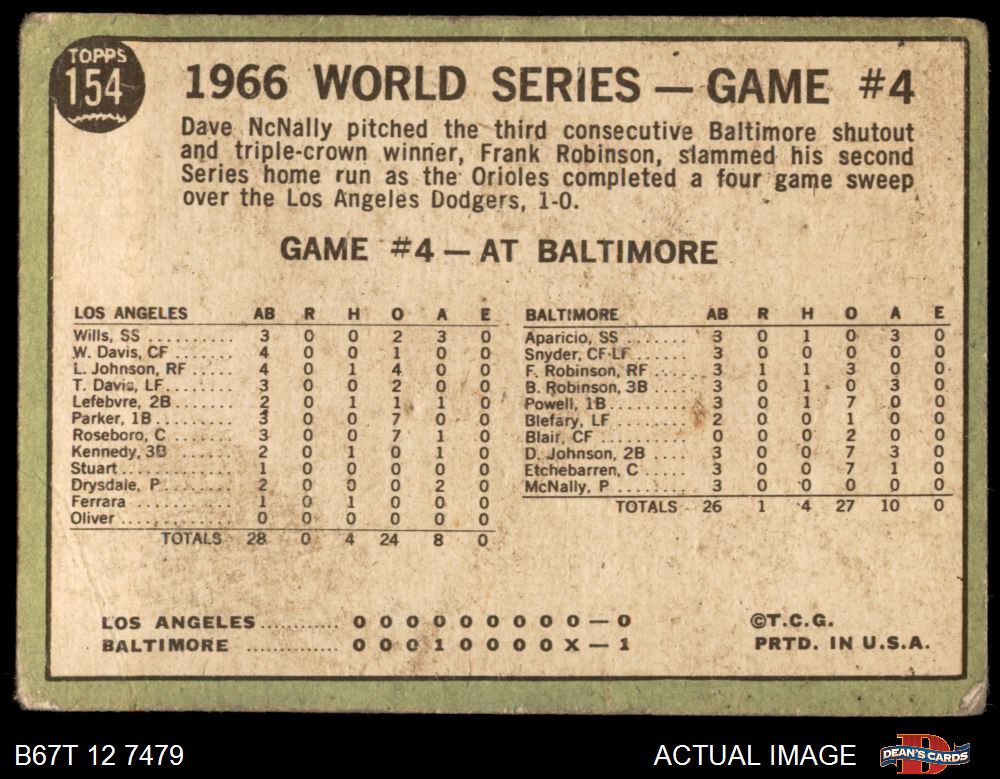 TOPPS
154
1966 WORLD SERIES — GAME #4
Dave NcNally pitched the third consecutive Baltimore shutout
and triple-crown winner, Frank Robinson, slammed his second
Series home run as the Orioles completed a four game sweep
over the Los Angeles Dodgers, 1-0.
GAME #4 — AT BALTIMORE
LOS ANGELES AB R H O A E
Wills, SS .......... 3 0 0 2 3 0
W. Davis, CF ....... 4 0 0 1 0 0
L. Johnson, RF ..... 4 0 1 4 0 0
T. Davis, LF........ 3 0 0 2 0 0
Lefebvre, 2B....... 2 0 1 1 1 0
Parker, 1B ......... 3 0 0 7 0 0
Roseboro, C ....... 3 0 0 7 1 0
Kennedy, 3B ....... 2 0 1 0 1 0
Stuart............. 1 0 0 0 0 0
Drysdale, P......... 2 0 0 0 2 0
Ferrara ............ 1 0 1 0 0 0
Oliver ............. 0 0 0 0 0 0
TOTALS 28 0 4 24 8 0
BALTIMORE AB R H O A E
Aparicio, SS ....... 3 0 1 0 3 0
Snyder, CF-LF ...... 3 0 0 0 0 0
F. Robinson, RF .... 3 1 1 3 0 0
B. Robinson, 3B .... 3 0 1 0 3 0
Powell, 1B ......... 3 0 1 7 0 0
Blefary, LF ........ 2 0 0 1 0 0
Blair, CF .......... 0 0 0 2 0 0
D. Johnson, 2B ..... 3 0 0 7 3 0
Etchebarren, C ..... 3 0 0 7 1 0
McNally, P ......... 3 0 0 0 0 0
TOTALS 26 1 4 27 10 0
LOS ANGELES ............ 0 0 0 0 0 0 0 0 0 — 0
BALTIMORE .............. 0 0 0 1 0 0 0 0 X — 1
©T.C.G.
PRTD. IN U.S.A.
B67T 12 7479
ACTUAL IMAGE
D
DEAN'S CARDS